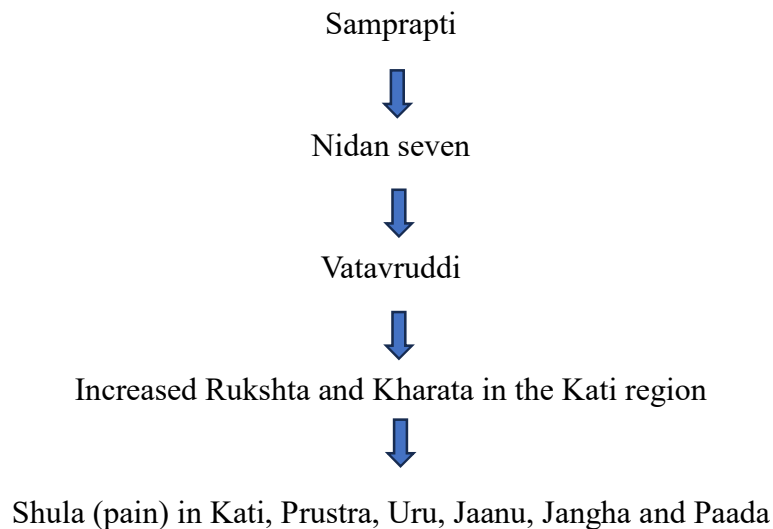 Samprapti
Nidan seven
Vatavruddi
Increased Rukshta and Kharata in the Kati region
Shula (pain) in Kati, Prustra, Uru, Jaanu, Jangha and Paada